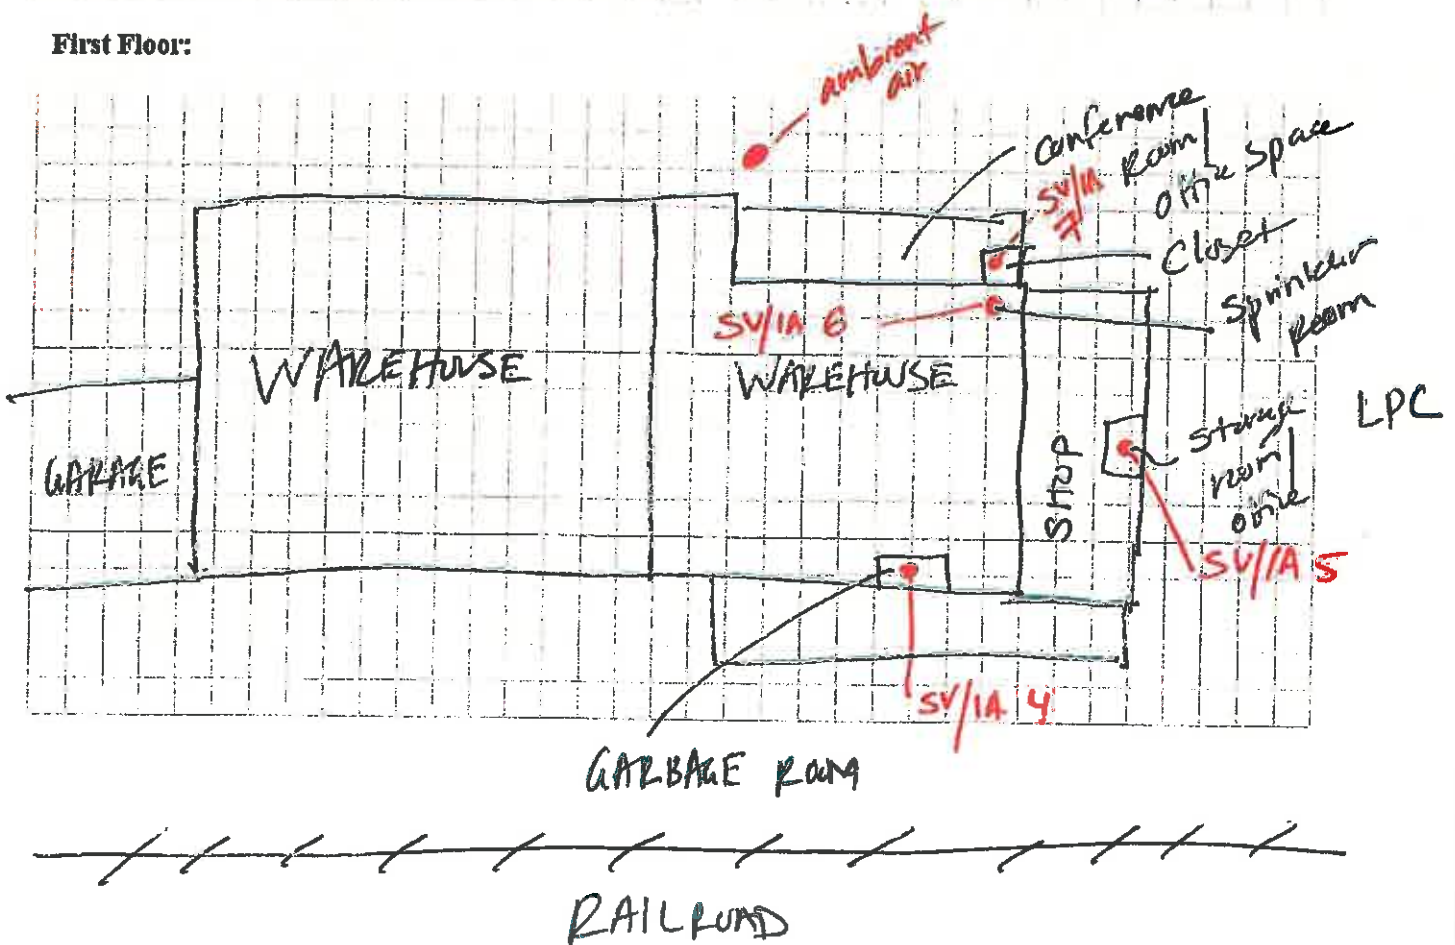 First Floor:
ambient
air
Conference
Room/
Office Space
SV/IA
7
Closet
Sprinkler
Room
SV/IA 6
WAREHOUSE
WAREHOUSE
LPC
GARAGE
SHOP
Storage
room/
office
SV/IA 5
SV/IA 4
GARBAGE ROOM
RAILROAD